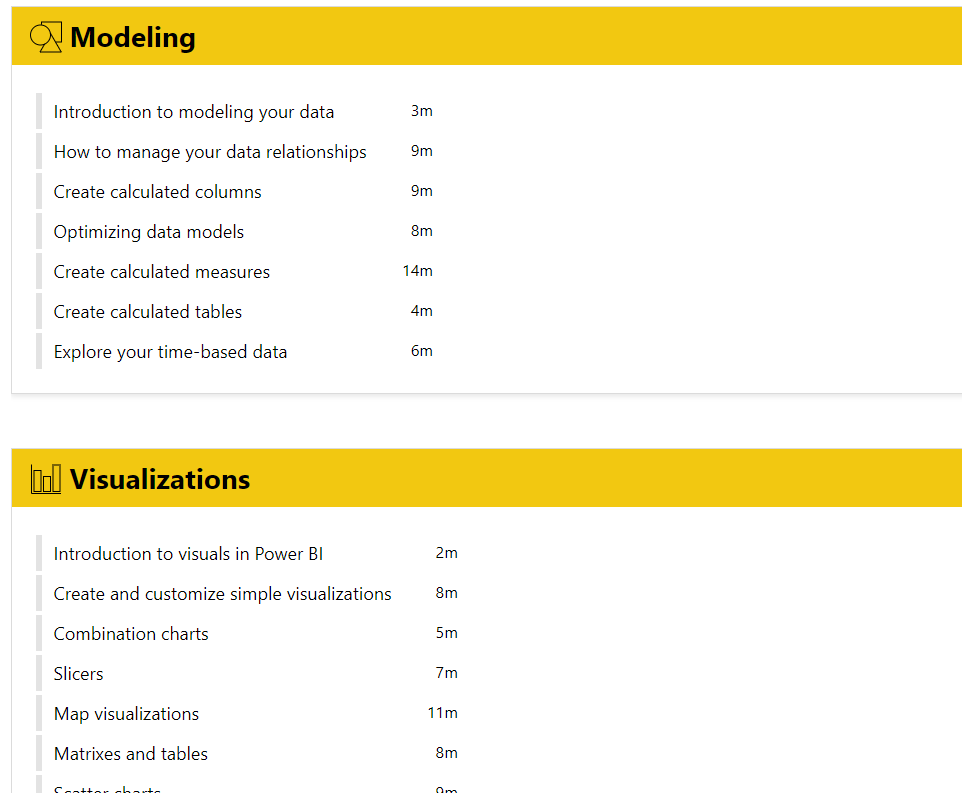 Modeling
Introduction to modeling your data 3m
How to manage your data relationships 9m
Create calculated columns 9m
Optimizing data models 8m
Create calculated measures 14m
Create calculated tables 4m
Explore your time-based data 6m
Visualizations
Introduction to visuals in Power BI 2m
Create and customize simple visualizations 8m
Combination charts 5m
Slicers 7m
Map visualizations 11m
Matrixes and tables 8m
Scatter charts 9m